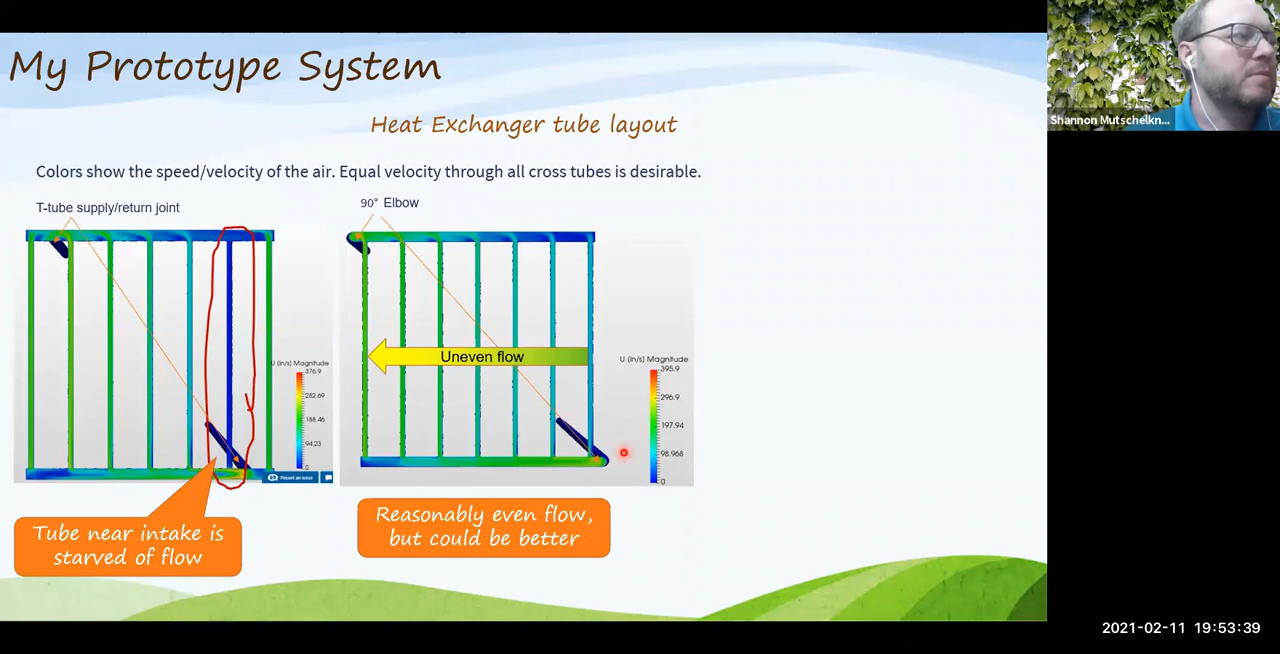 My Prototype System
Heat Exchanger tube layout
Colors show the speed/velocity of the air. Equal velocity through all cross tubes is desirable.
T-tube supply/return joint
90° Elbow
U (in/s) Magnitude
376.9
282.69
188.46
94.23
0
Report an issue
Uneven flow
U (in/s) Magnitude
395.9
296.9
197.94
98.968
0
Tube near intake is
starved of flow
Reasonably even flow,
but could be better
Shannon Mutschelkn...
2021-02-11 19:53:39